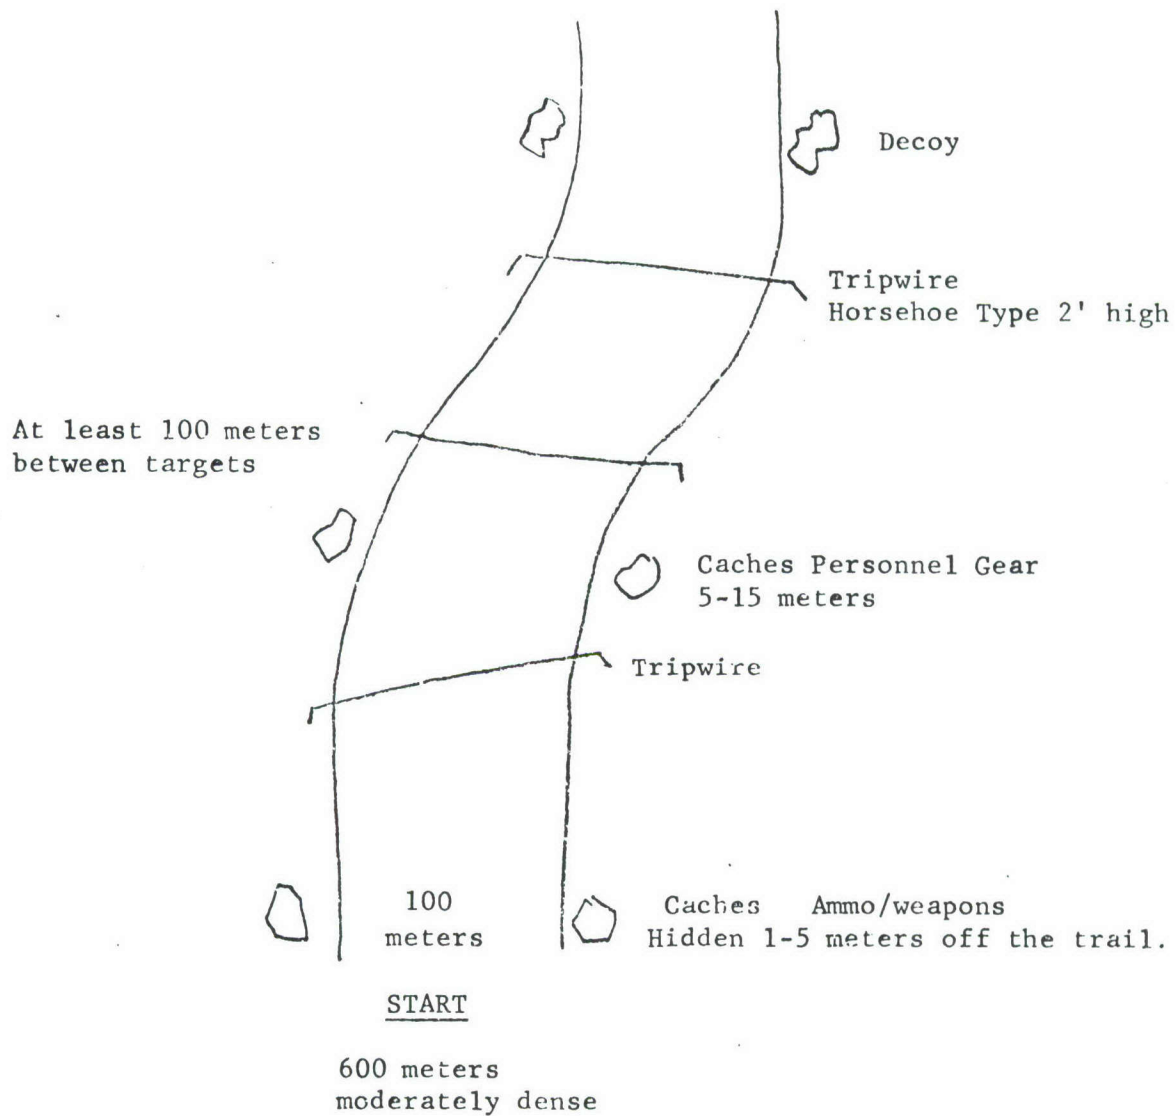 Decoy
Tripwire
Horsehoe Type 2' high
At least 100 meters
between targets
Caches Personnel Gear
5-15 meters
Tripwire
100
meters
Caches Ammo/weapons
Hidden 1-5 meters off the trail.
START
600 meters
moderately dense